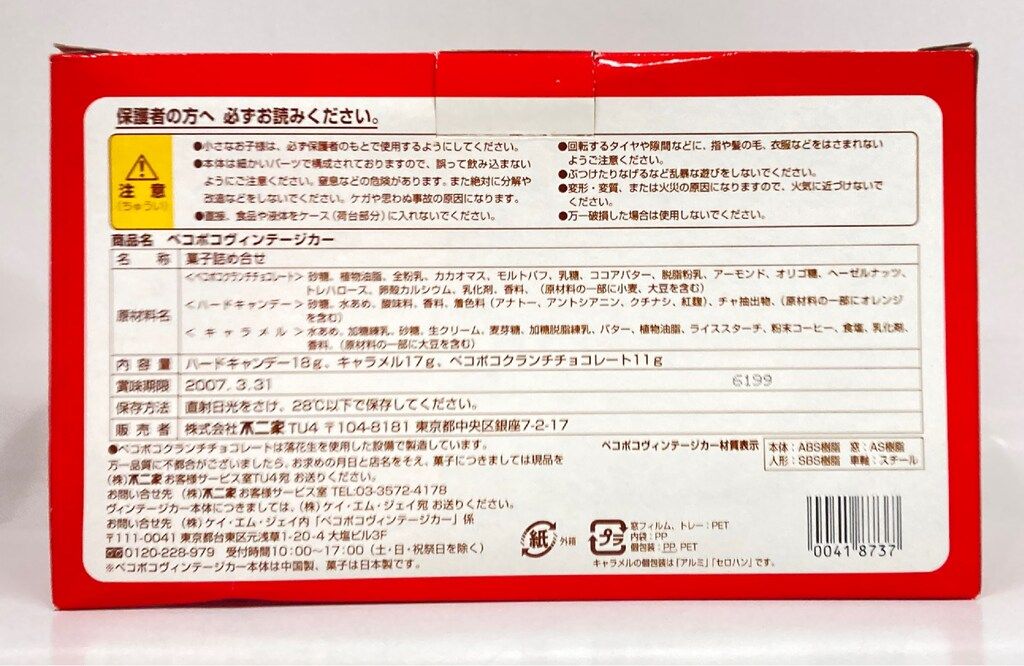 保護者の方へ 必ずお読みください。
注意
(ちゅうい)
●小さなお子様は、必ず保護者のもとで使用するようにしてください。
●本体は細かいパーツで構成されておりますので、誤って飲み込まない
ようにご注意ください。窒息などの危険があります。また絶対に分解や
改造などをしないでください。ケガや思わぬ事故の原因になります。
●直接、食品や液体をケース(荷台部分)に入れないでください。
●回転するタイヤや隙間などに、指や髪の毛、衣服などをはさまれない
ようご注意ください。
●ぶつけたりなげるなど乱暴な遊びをしないでください。
●変形・変質、または火災の原因になりますので、火気に近づけないで
ください。
●万一破損した場合は使用しないでください。
商品名 ペコポコヴィンテージカー
名称 菓子詰め合せ
原材料名
<ペコポコクランチチョコレート> 砂糖、植物油脂、全粉乳、カカオマス、モルトパフ、乳糖、ココアバター、脱脂粉乳、アーモンド、オリゴ糖、ヘーゼルナッツ、
トレハロース、卵殻カルシウム、乳化剤、香料、(原材料の一部に小麦、大豆を含む)
<ハードキャンデー> 砂糖、水あめ、酸味料、香料、着色料(アナトー、アントシアニン、クチナシ、紅麹)、チャ抽出物、(原材料の一部にオレンジ
を含む)
<キャラメル> 水あめ、加糖練乳、砂糖、生クリーム、麦芽糖、加糖脱脂練乳、バター、植物油脂、ライススターチ、粉末コーヒー、食塩、乳化剤、
香料、(原材料の一部に大豆を含む)
内容量 ハードキャンデー18g、キャラメル17g、ペコポコクランチチョコレート11g
賞味期限 2007. 3. 31 6199
保存方法 直射日光をさけ、28℃以下で保存してください。
販売者 株式会社不二家 TU4 〒104-8181 東京都中央区銀座7-2-17
●ペコポコクランチチョコレートは落花生を使用した設備で製造しています。
万一品質に不都合がございましたら、お求めの月日と店名をそえ、菓子につきましては現品を
(株)不二家お客様サービス室TU4宛 お送りください。
お問い合せ先 (株)不二家お客様サービス室 TEL:03-3572-4178
ヴィンテージカー本体につきましては、(株)ケイ・エム・ジェイ宛 お送りください。
お問い合せ先 (株)ケイ・エム・ジェイ内「ペコポコヴィンテージカー」係
〒111-0041 東京都台東区元浅草1-20-4 大塩ビル3F
0120-228-979 受付時間10:00〜17:00(土・日・祝祭日を除く)
※ペコポコヴィンテージカー本体は中国製、菓子は日本製です。
ペコポコヴィンテージカー材質表示
本体:ABS樹脂 窓:AS樹脂
人形:SBS樹脂 車軸:スチール
紙 外箱
プラ
窓フィルム、トレー:PET
内袋:PP
個包装:PP, PET
キャラメルの個包装は「アルミ」「セロハン」です。
0041 8737